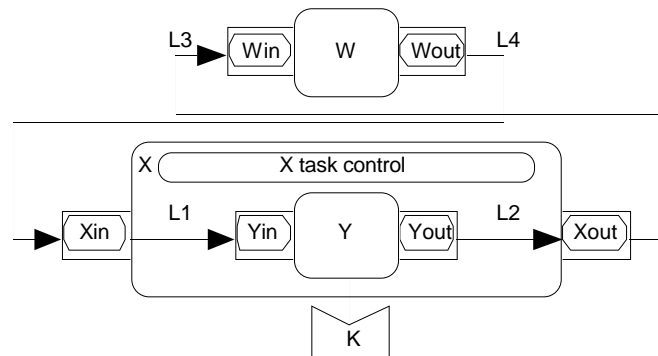 L3 Win W Wout L4
X X task control
Xin L1 Yin Y Yout L2 Xout
K